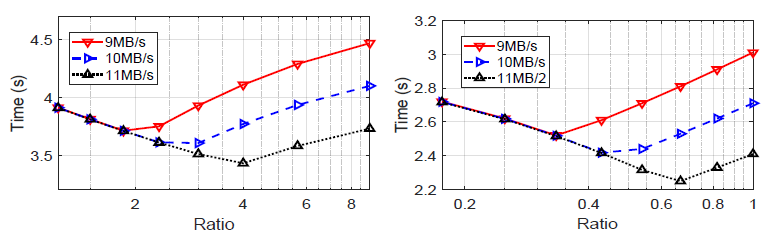 4.5
4
3.5
Time (s)
9MB/s
10MB/s
11MB/s
2
4
6
8
Ratio
3.2
3
2.8
2.6
2.4
2.2
Time (s)
9MB/s
10MB/s
11MB/2
0.2
0.4
0.6
0.8
1
Ratio